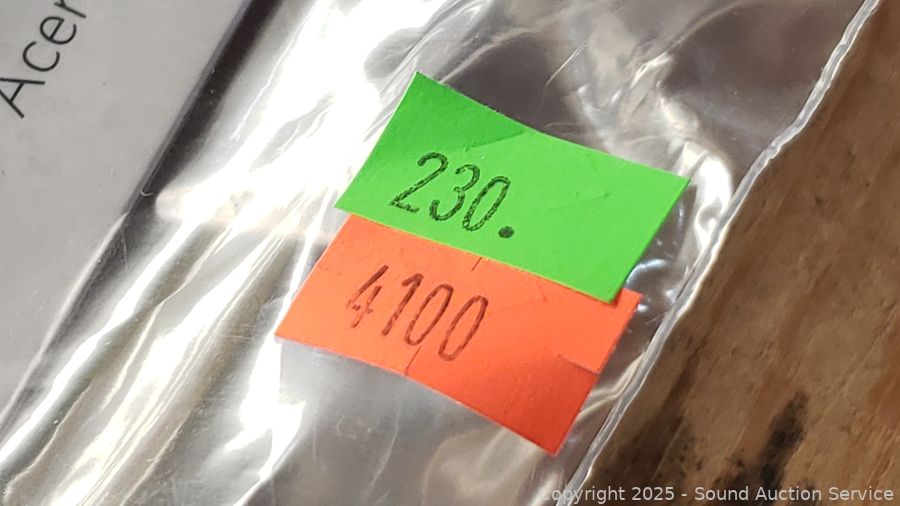 Acer
230.
4100
Copyright 2025 - Sound Auction Service